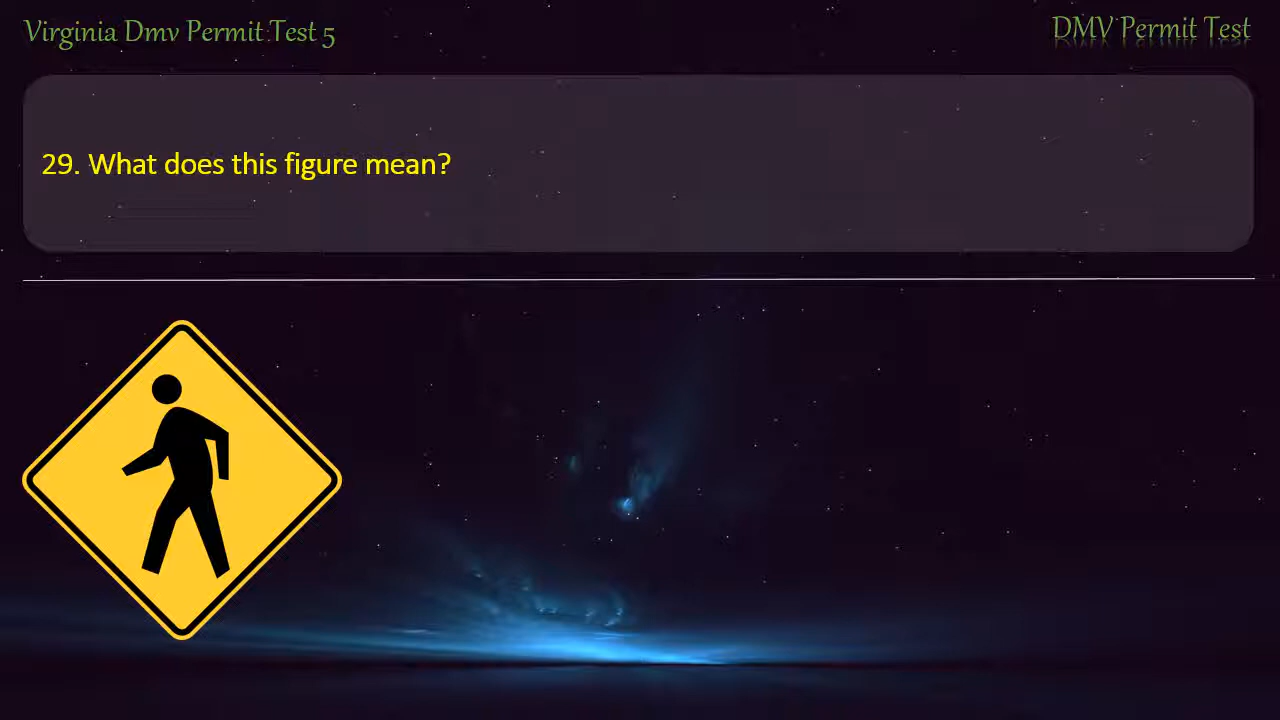 Virginia Dmv Permit Test 5
DMV Permit Test
29. What does this figure mean?